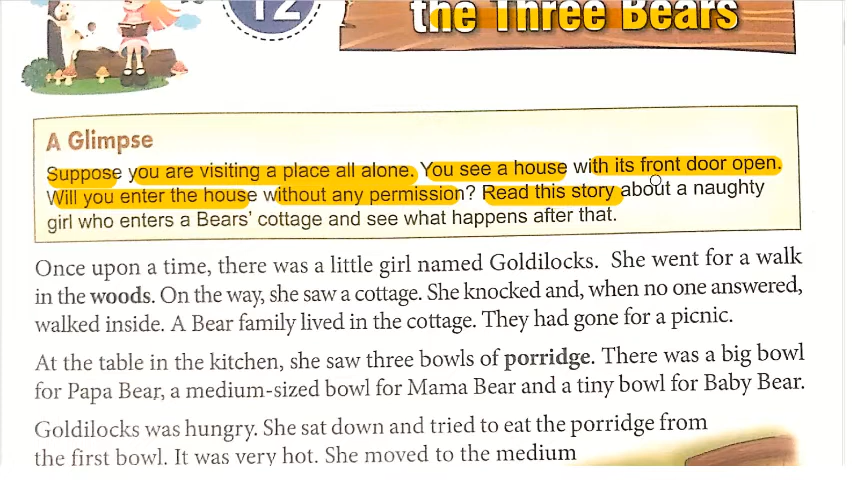 12
the Three Bears
A Glimpse
Suppose you are visiting a place all alone. You see a house with its front door open.
Will you enter the house without any permission? Read this story about a naughty
girl who enters a Bears' cottage and see what happens after that.
Once upon a time, there was a little girl named Goldilocks. She went for a walk
in the woods. On the way, she saw a cottage. She knocked and, when no one answered,
walked inside. A Bear family lived in the cottage. They had gone for a picnic.
At the table in the kitchen, she saw three bowls of porridge. There was a big bowl
for Papa Bear, a medium-sized bowl for Mama Bear and a tiny bowl for Baby Bear.
Goldilocks was hungry. She sat down and tried to eat the porridge from
the first bowl. It was very hot. She moved to the medium